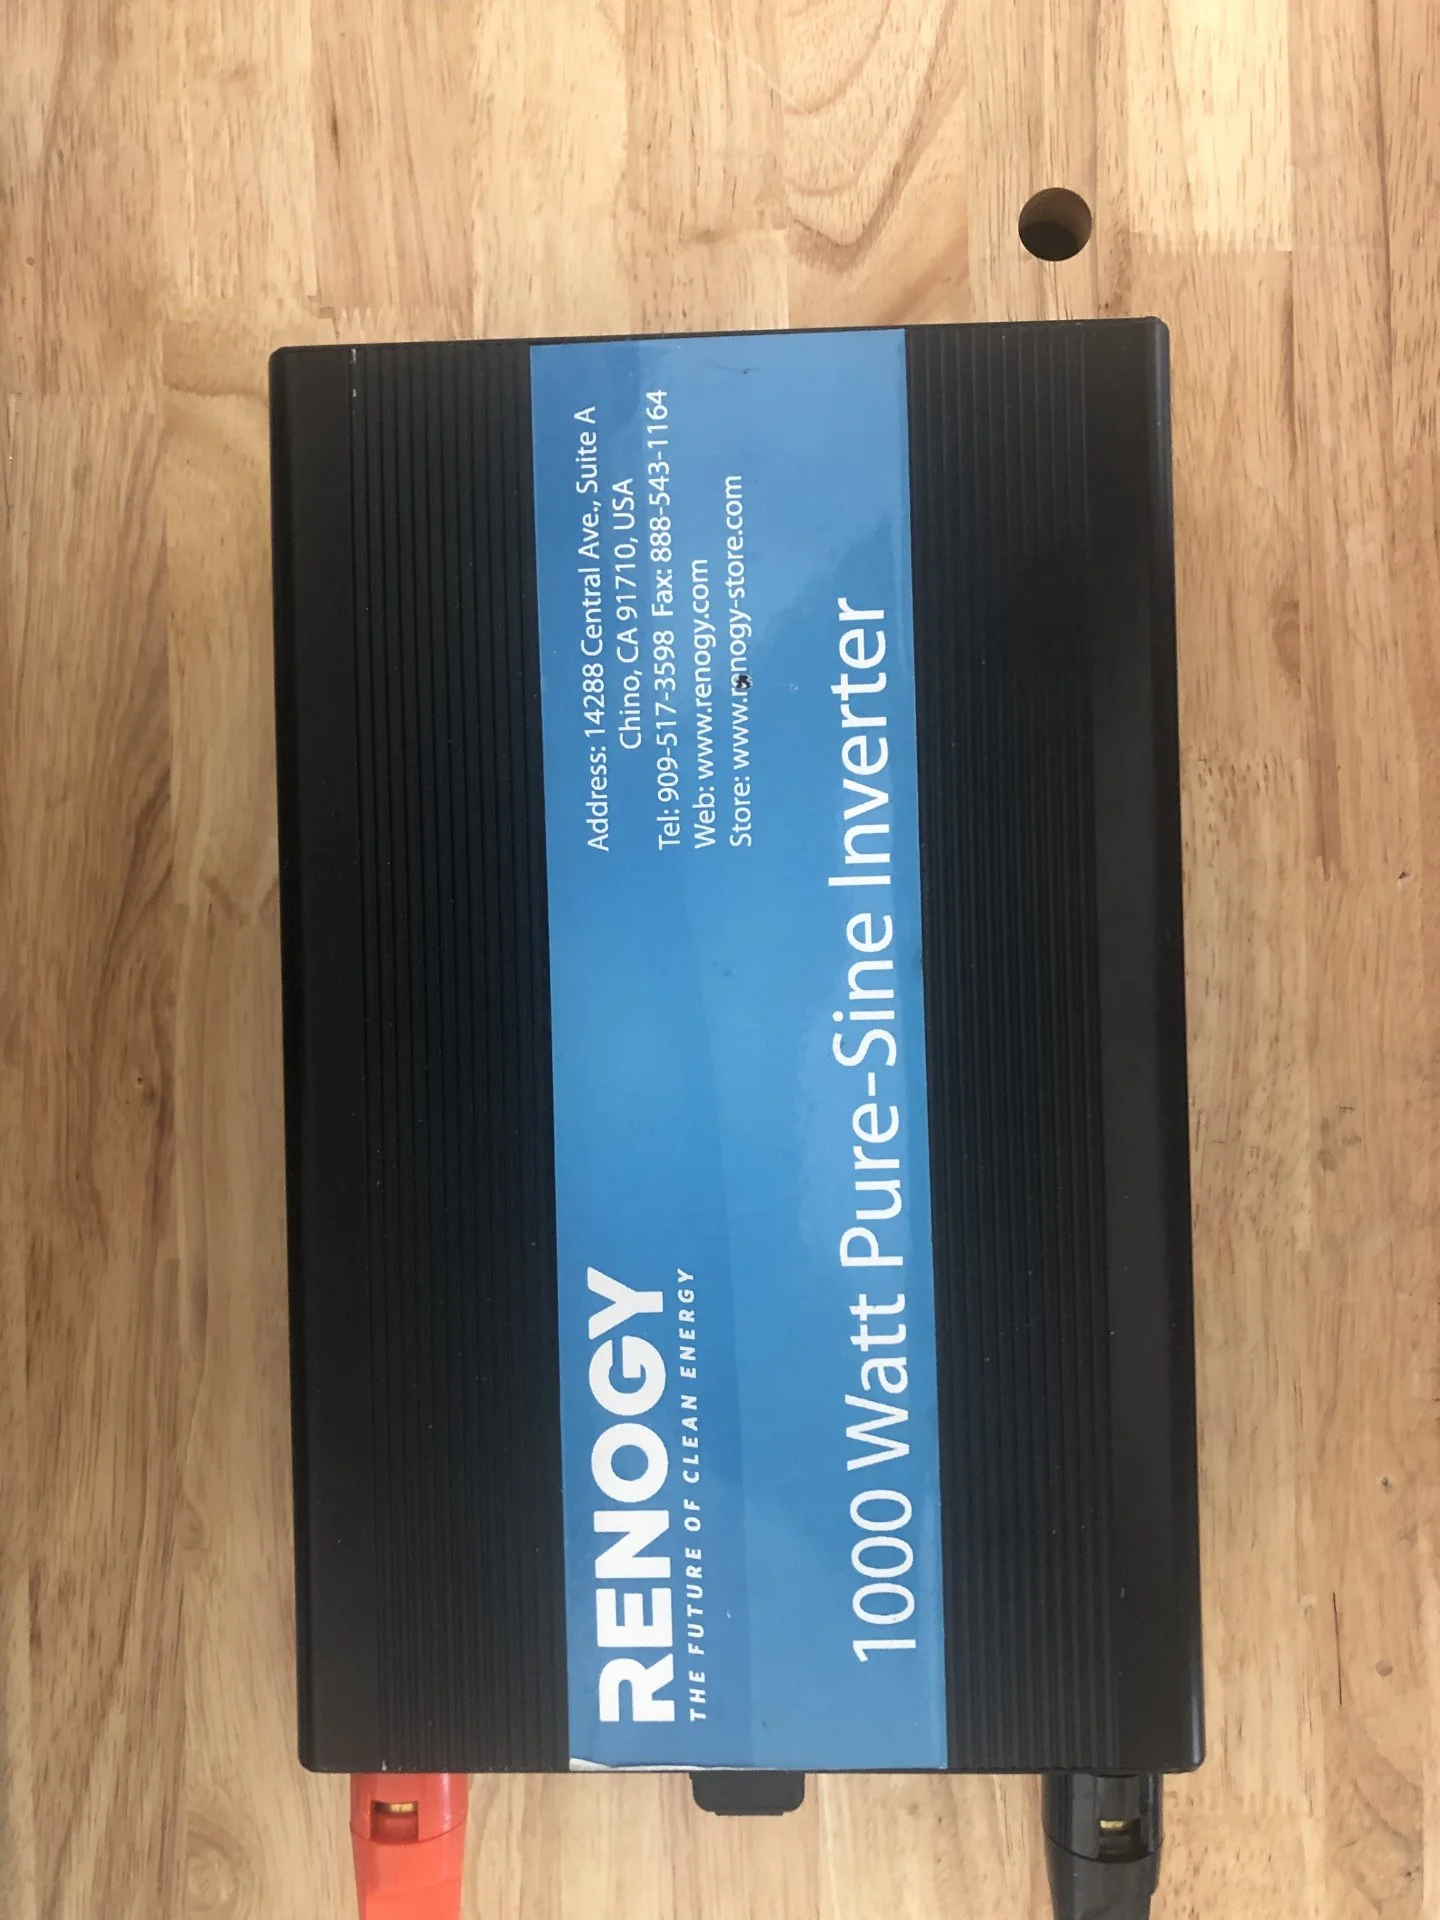 RENOGY
THE FUTURE OF CLEAN ENERGY
Address: 14288 Central Ave., Suite A
Chino, CA 91710, USA
Tel: 909-517-3598 Fax: 888-543-1164
Web: www.renogy.com
Store: www.renogy-store.com
1000 Watt Pure-Sine Inverter